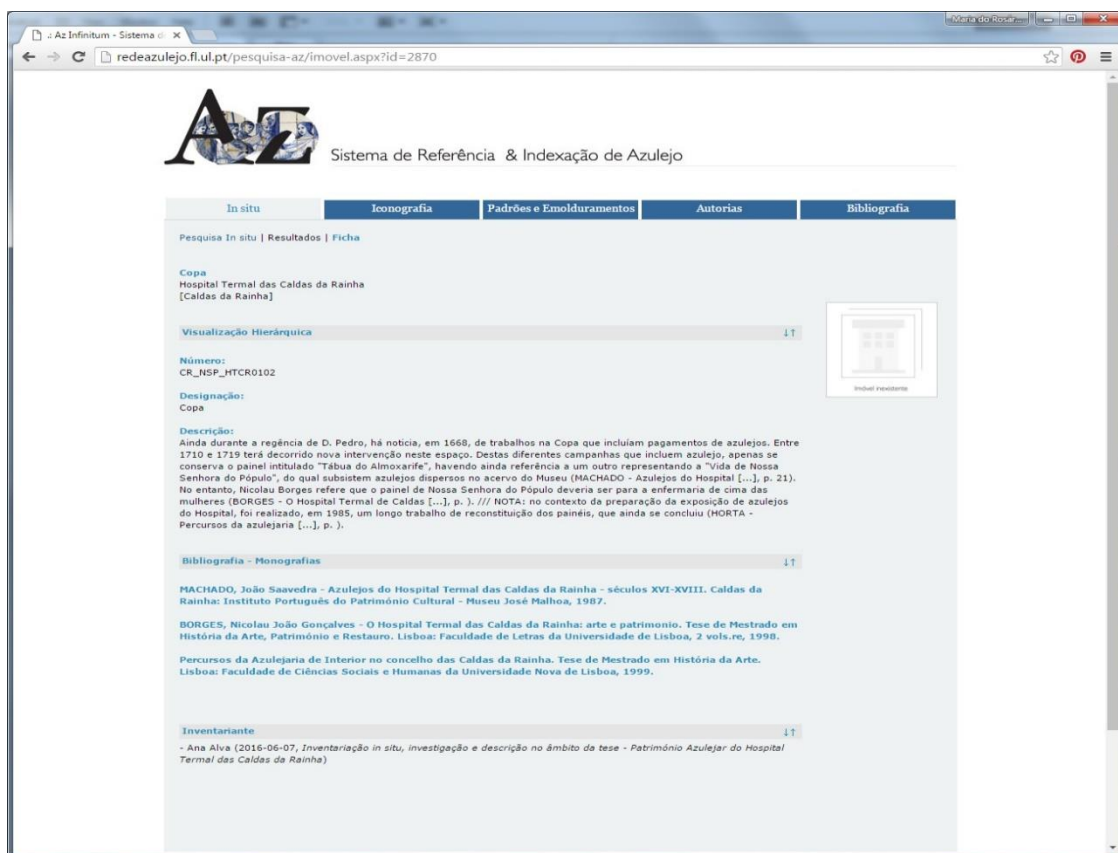 Maria do Rosár...
.: Az Infinitum - Sistema d
redeazulejo.fl.ul.pt/pesquisa-az/imovel.aspx?id=2870
Az
Sistema de Referência & Indexação de Azulejo
In situ Iconografia Padrões e Emolduramentos Autorias Bibliografia
Pesquisa In situ | Resultados | Ficha
Copa
Hospital Termal das Caldas da Rainha
[Caldas da Rainha]
Visualização Hierárquica ↓↑
Imóvel inexistente
Número:
CR_NSP_HTCR0102
Designação:
Copa
Descrição:
Ainda durante a regência de D. Pedro, há noticia, em 1668, de trabalhos na Copa que incluíam pagamentos de azulejos. Entre
1710 e 1719 terá decorrido nova intervenção neste espaço. Destas diferentes campanhas que incluem azulejo, apenas se
conserva o painel intitulado "Tábua do Almoxarife", havendo ainda referência a um outro representando a "Vida de Nossa
Senhora do Pópulo", do qual subsistem azulejos dispersos no acervo do Museu (MACHADO - Azulejos do Hospital [...], p. 21).
No entanto, Nicolau Borges refere que o painel de Nossa Senhora do Pópulo deveria ser para a enfermaria de cima das
mulheres (BORGES - O Hospital Termal de Caldas [...], p. ). /// NOTA: no contexto da preparação da exposição de azulejos
do Hospital, foi realizado, em 1985, um longo trabalho de reconstituição dos painéis, que ainda se concluiu (HORTA -
Percursos da azulejaria [...], p. ).
Bibliografia - Monografias ↓↑
MACHADO, João Saavedra - Azulejos do Hospital Termal das Caldas da Rainha - séculos XVI-XVIII. Caldas da
Rainha: Instituto Português do Património Cultural - Museu José Malhoa, 1987.
BORGES, Nicolau João Gonçalves - O Hospital Termal das Caldas da Rainha: arte e patrimonio. Tese de Mestrado em
História da Arte, Património e Restauro. Lisboa: Faculdade de Letras da Universidade de Lisboa, 2 vols.re, 1998.
Percursos da Azulejaria de Interior no concelho das Caldas da Rainha. Tese de Mestrado em História da Arte.
Lisboa: Faculdade de Ciências Sociais e Humanas da Universidade Nova de Lisboa, 1999.
Inventariante ↓↑
- Ana Alva (2016-06-07, Inventariação in situ, investigação e descrição no âmbito da tese - Património Azulejar do Hospital
Termal das Caldas da Rainha)